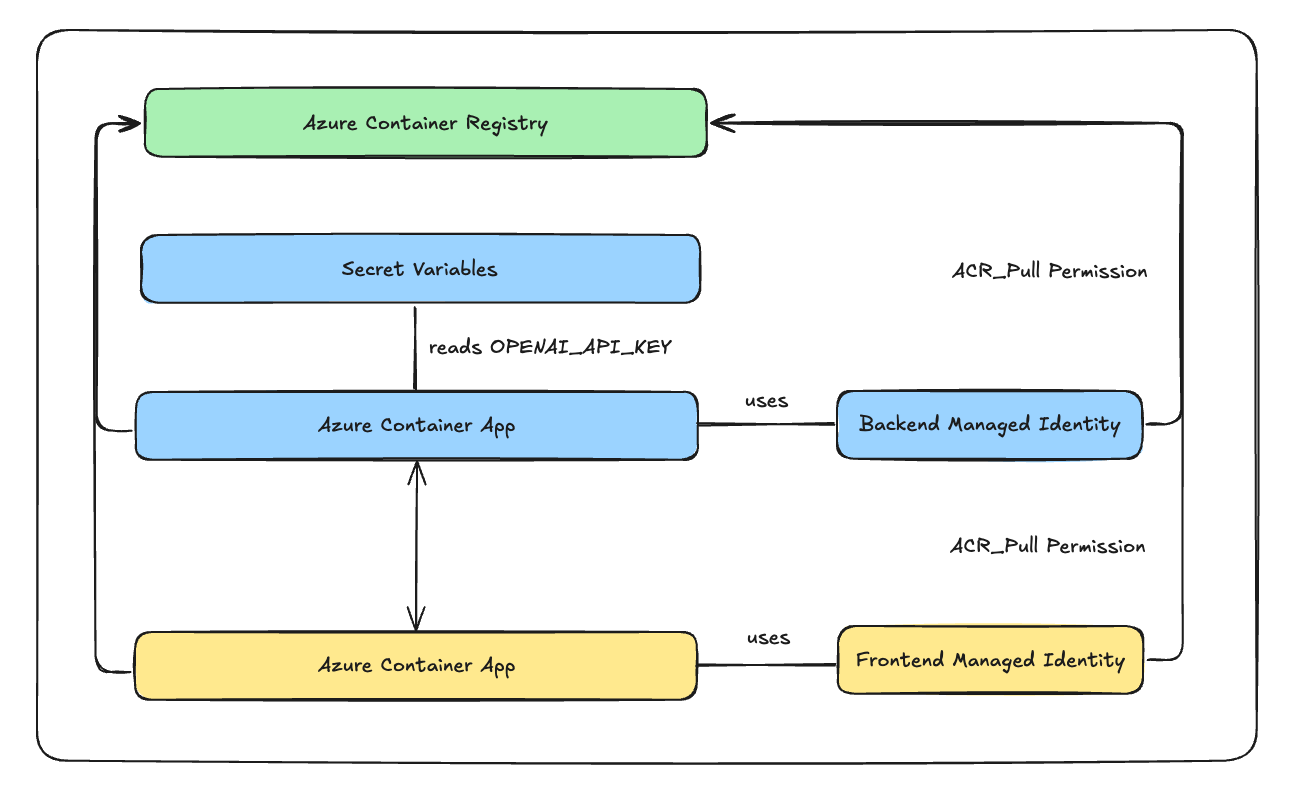 Azure Container Registry
Secret Variables
ACR_Pull Permission
reads OPENAI_API_KEY
uses
Azure Container App
Backend Managed Identity
ACR_Pull Permission
uses
Azure Container App
Frontend Managed Identity